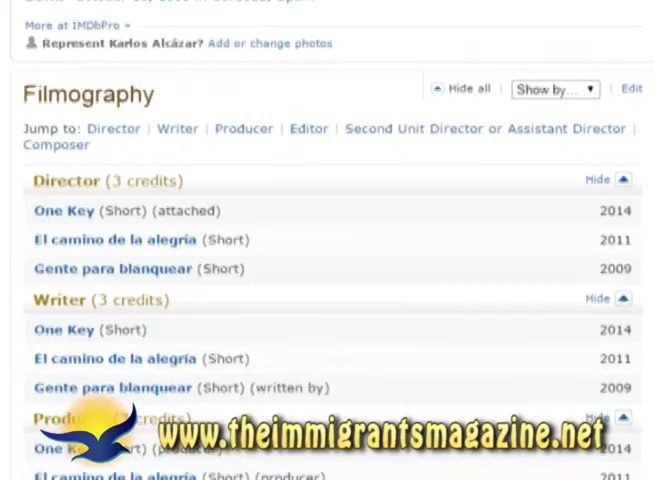 More at IMDbPro »
Represent Karlos Alcázar? Add or change photos
Filmography
Hide all | Show by... | Edit
Jump to: Director | Writer | Producer | Editor | Second Unit Director or Assistant Director |
Composer
Director (3 credits) Hide
One Key (Short) (attached) 2014
El camino de la alegría (Short) 2011
Gente para blanquear (Short) 2009
Writer (3 credits) Hide
One Key (Short) 2014
El camino de la alegría (Short) 2011
Gente para blanquear (Short) (written by) 2009
credits) Hide
www.theimmigrantsmagazine.net
One 2014
El camino de la alegría (Short) (producer) 2011